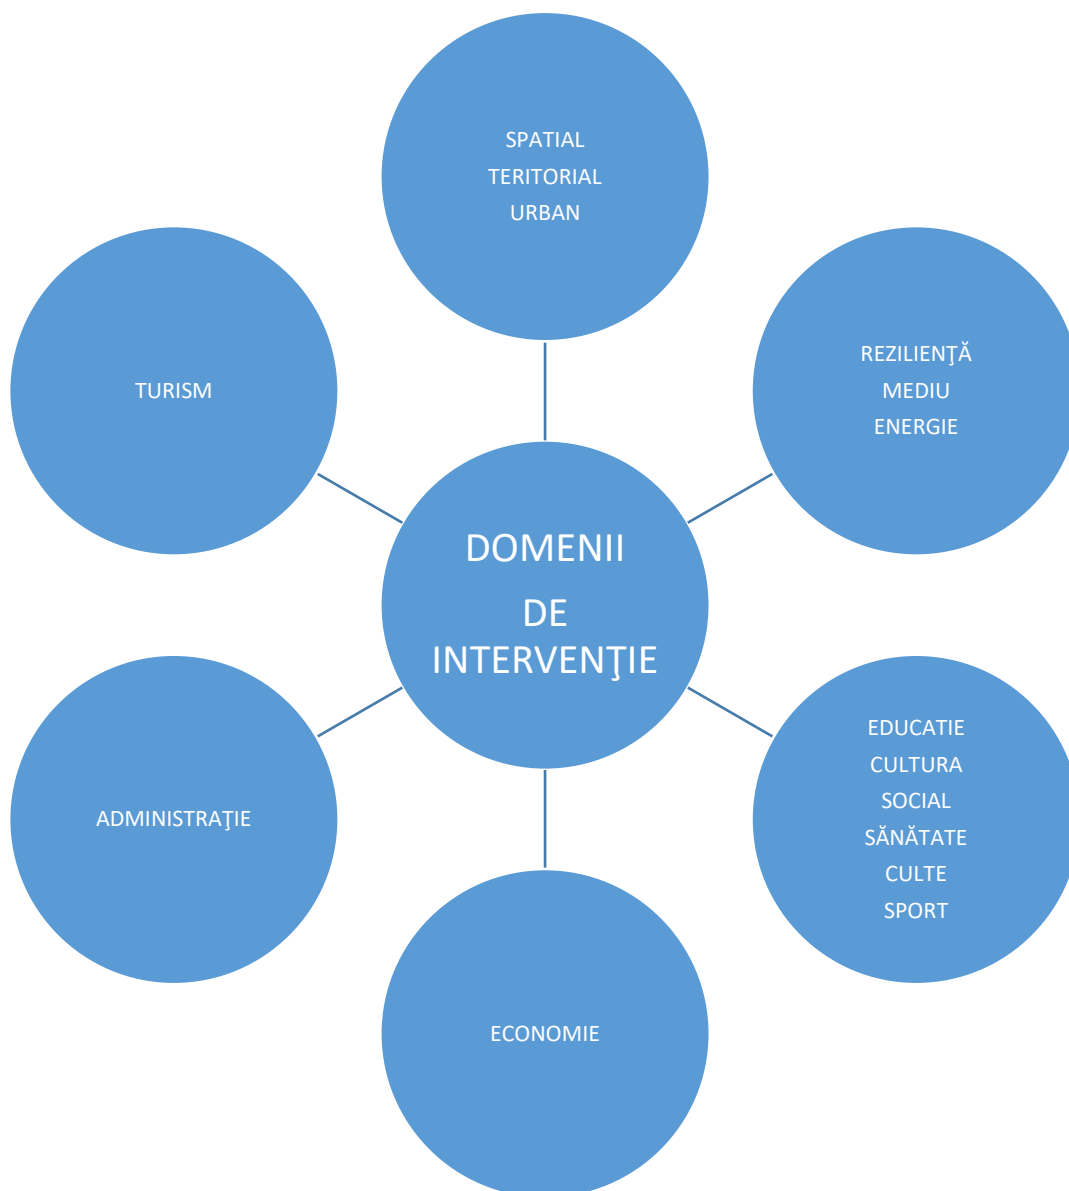 SPATIAL
TERITORIAL
URBAN
TURISM
REZILIENŢĂ
MEDIU
ENERGIE
DOMENII
DE
INTERVENŢIE
ADMINISTRAŢIE
EDUCATIE
CULTURA
SOCIAL
SĂNĂTATE
CULTE
SPORT
ECONOMIE